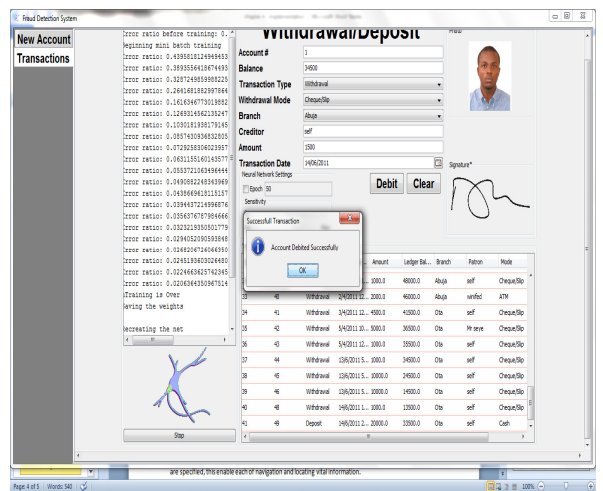 Fraud Detection System
New Account
Transactions
Error ratio before training: 0.
Beginning mini batch training
Error ratio: 0.4395818124949453
Error ratio: 0.3893556418674493
Error ratio: 0.3287249859988225
Error ratio: 0.2641681882997864
Error ratio: 0.1616346773019882
Error ratio: 0.1269314562135247
Error ratio: 0.1030181938179145
Error ratio: 0.0857430936832805
Error ratio: 0.0729258306023957
Error ratio: 0.0631155160143577
Error ratio: 0.0553721063496444
Error ratio: 0.0490882248343969
Error ratio: 0.0438669618115157
Error ratio: 0.0394437214996876
Error ratio: 0.0356376787984666
Error ratio: 0.0323219350501779
Error ratio: 0.0294052090593848
Error ratio: 0.0268206726066350
Error ratio: 0.0245193603026480
Error ratio: 0.0224663625742345
Error ratio: 0.0206364350967514
Training is Over
Saving the weights
Recreating the net
Stop
Withdrawal/Deposit
Account # 1
Balance 34500
Transaction Type Withdrawal
Withdrawal Mode Cheque/Slip
Branch Abuja
Creditor self
Amount 1500
Transaction Date 14/06/2011
Neural Network Settings
Epoch 50
Sensitivity
Debit Clear
Photo
Signature*
Successfull Transaction
Account Debited Successfully
OK
Amount Ledger Bal... Branch Patron Mode
1000.0 48000.0 Abuja self Cheque/Slip
33 40 Withdrawal 2/4/2011 12... 2000.0 46000.0 Abuja winifed ATM
34 41 Withdrawal 3/4/2011 12... 4500.0 41500.0 Ota self Cheque/Slip
35 42 Withdrawal 5/4/2011 10... 5000.0 36500.0 Ota Mr seye Cheque/Slip
36 43 Withdrawal 5/4/2011 12... 1000.0 35500.0 Ota self Cheque/Slip
37 44 Withdrawal 13/6/2011 5... 1000.0 34500.0 Ota self Cheque/Slip
38 45 Withdrawal 13/6/2011 5... 10000.0 24500.0 Ota self Cheque/Slip
39 46 Withdrawal 13/6/2011 5... 10000.0 14500.0 Ota self Cheque/Slip
40 48 Withdrawal 14/6/2011 1... 1000.0 13500.0 Ota self Cheque/Slip
41 49 Deposit 14/6/2011 2... 20000.0 33500.0 Ota self Cash
are specified, this enable each of navigation and locating vital information.
Page: 4 of 5 Words: 540 100%